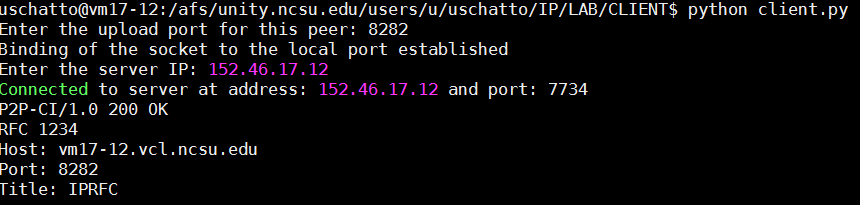 uschatto@vm17-12:/afs/unity.ncsu.edu/users/u/uschatto/IP/LAB/CLIENT$ python client.py
Enter the upload port for this peer: 8282
Binding of the socket to the local port established
Enter the server IP: 152.46.17.12
Connected to server at address: 152.46.17.12 and port: 7734
P2P-CI/1.0 200 OK
RFC 1234
Host: vm17-12.vcl.ncsu.edu
Port: 8282
Title: IPRFC